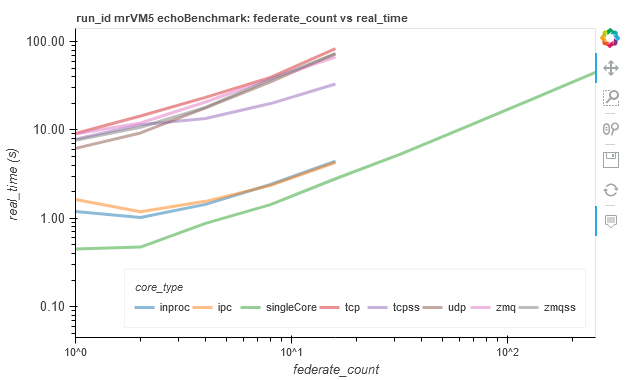 run_id mrVM5 echoBenchmark: federate_count vs real_time
100.00
10.00
1.00
0.10
real_time (s)
core_type
inproc ipc singleCore tcp tcpss udp zmq zmqss
10^0 10^1 10^2
federate_count